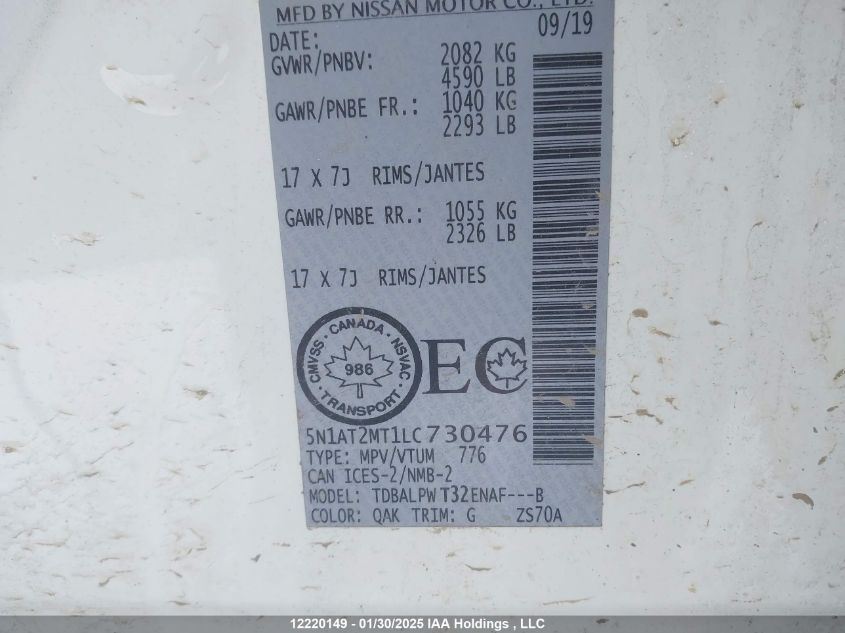 MFD BY NISSAN MOTOR CO., LTD.
DATE: 09/19
GVWR/PNBV: 2082 KG
4590 LB
GAWR/PNBE FR.: 1040 KG
2293 LB
17 X 7J RIMS/JANTES
GAWR/PNBE RR.: 1055 KG
2326 LB
17 X 7J RIMS/JANTES
CMVSS · CANADA · NSVAC · TRANSPORT ·
986
EC
5N1AT2MT1LC730476
TYPE: MPV/VTUM 776
CAN ICES-2/NMB-2
MODEL: TDBALPW T32ENAF---B
COLOR: QAK TRIM: G ZS70A
12220149 - 01/30/2025 IAA Holdings , LLC